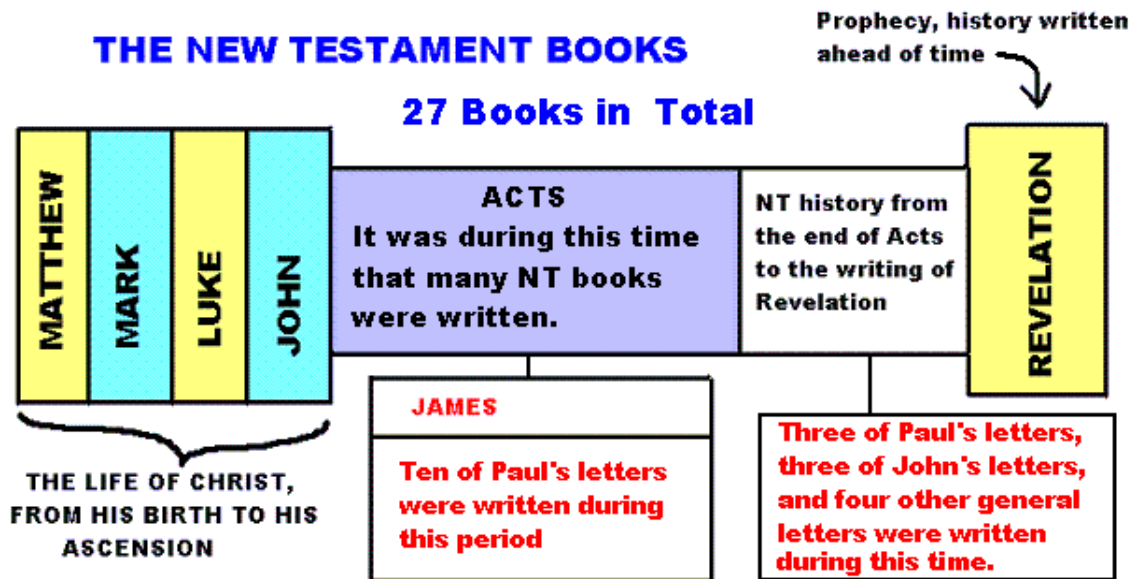 THE NEW TESTAMENT BOOKS
27 Books in Total
Prophecy, history written
ahead of time
MATTHEW
MARK
LUKE
JOHN
ACTS
It was during this time
that many NT books
were written.
NT history from
the end of Acts
to the writing of
Revelation
REVELATION
THE LIFE OF CHRIST,
FROM HIS BIRTH TO HIS
ASCENSION
JAMES
Ten of Paul's letters
were written during
this period
Three of Paul's letters,
three of John's letters,
and four other general
letters were written
during this time.